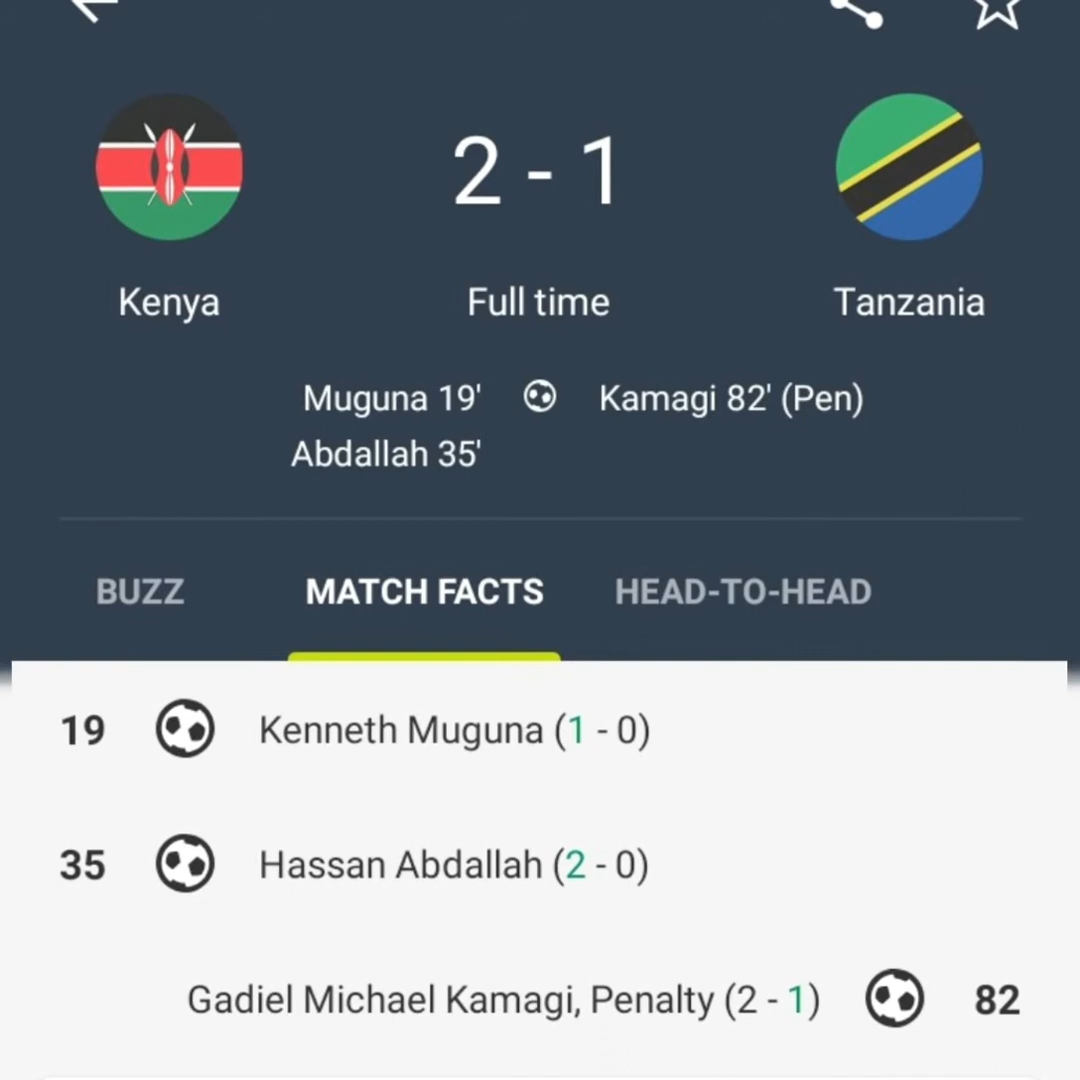 2 - 1
Kenya
Full time
Tanzania
Muguna 19'
Kamagi 82' (Pen)
Abdallah 35'
BUZZ
MATCH FACTS
HEAD-TO-HEAD
19 Kenneth Muguna (1 - 0)
35 Hassan Abdallah (2 - 0)
Gadiel Michael Kamagi, Penalty (2 - 1) 82